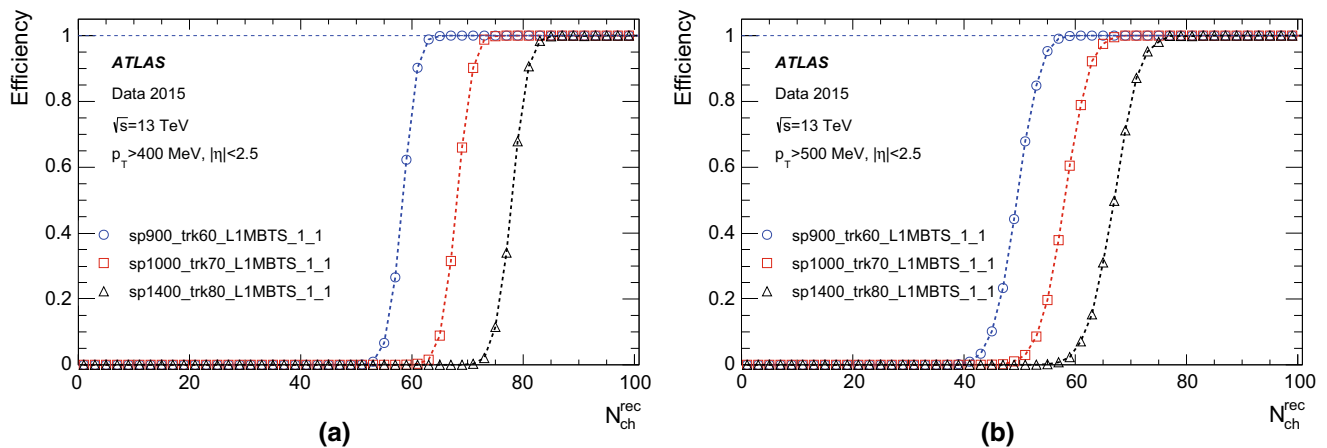 Efficiency
1
0.8
0.6
0.4
0.2
0
ATLAS
Data 2015
√s=13 TeV
p_T>400 MeV, |η|<2.5
sp900_trk60_L1MBTS_1_1
sp1000_trk70_L1MBTS_1_1
sp1400_trk80_L1MBTS_1_1
0 20 40 60 80 100
N_ch^rec
(a)
Efficiency
1
0.8
0.6
0.4
0.2
0
ATLAS
Data 2015
√s=13 TeV
p_T>500 MeV, |η|<2.5
sp900_trk60_L1MBTS_1_1
sp1000_trk70_L1MBTS_1_1
sp1400_trk80_L1MBTS_1_1
0 20 40 60 80 100
N_ch^rec
(b)